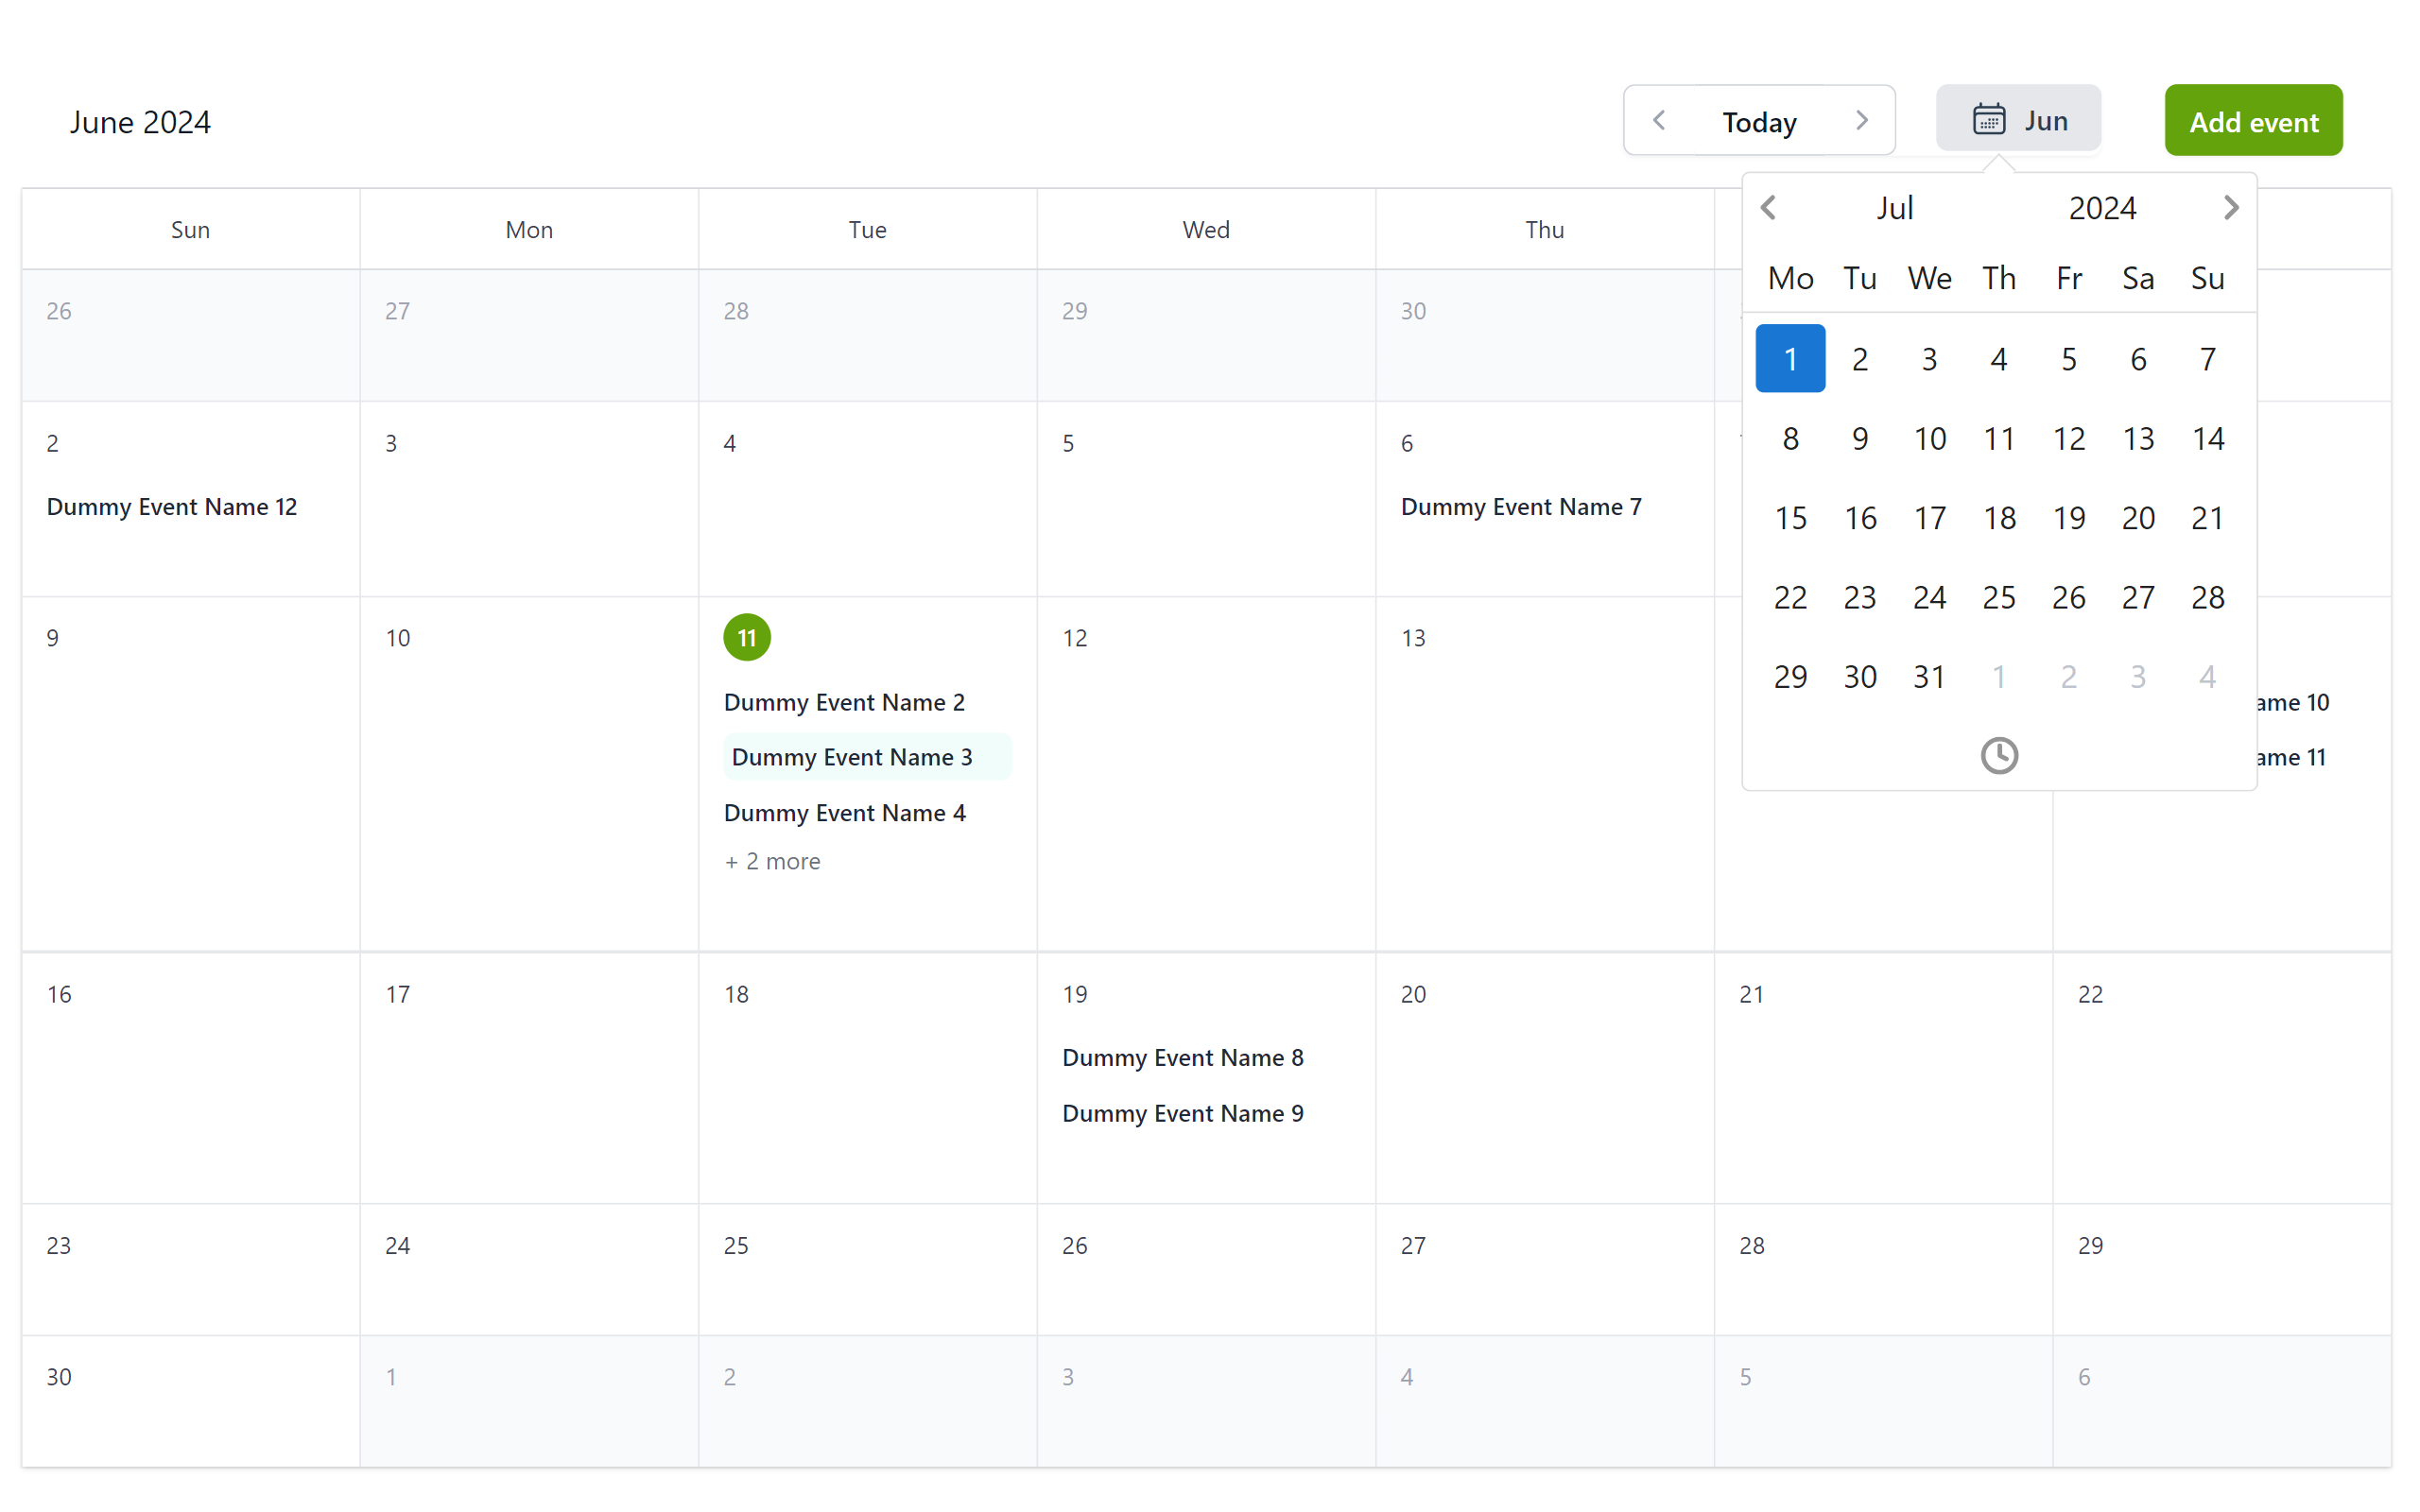 June 2024
Today
Jun
Add event
Sun Mon Tue Wed Thu
26 27 28 29 30
2 3 4 5 6
Dummy Event Name 12 Dummy Event Name 7
9 10 11 12 13
Dummy Event Name 2
Dummy Event Name 3
Dummy Event Name 4
+ 2 more
ame 10
ame 11
16 17 18 19 20 21 22
Dummy Event Name 8
Dummy Event Name 9
23 24 25 26 27 28 29
30 1 2 3 4 5 6
Jul 2024
Mo Tu We Th Fr Sa Su
1 2 3 4 5 6 7
8 9 10 11 12 13 14
15 16 17 18 19 20 21
22 23 24 25 26 27 28
29 30 31 1 2 3 4